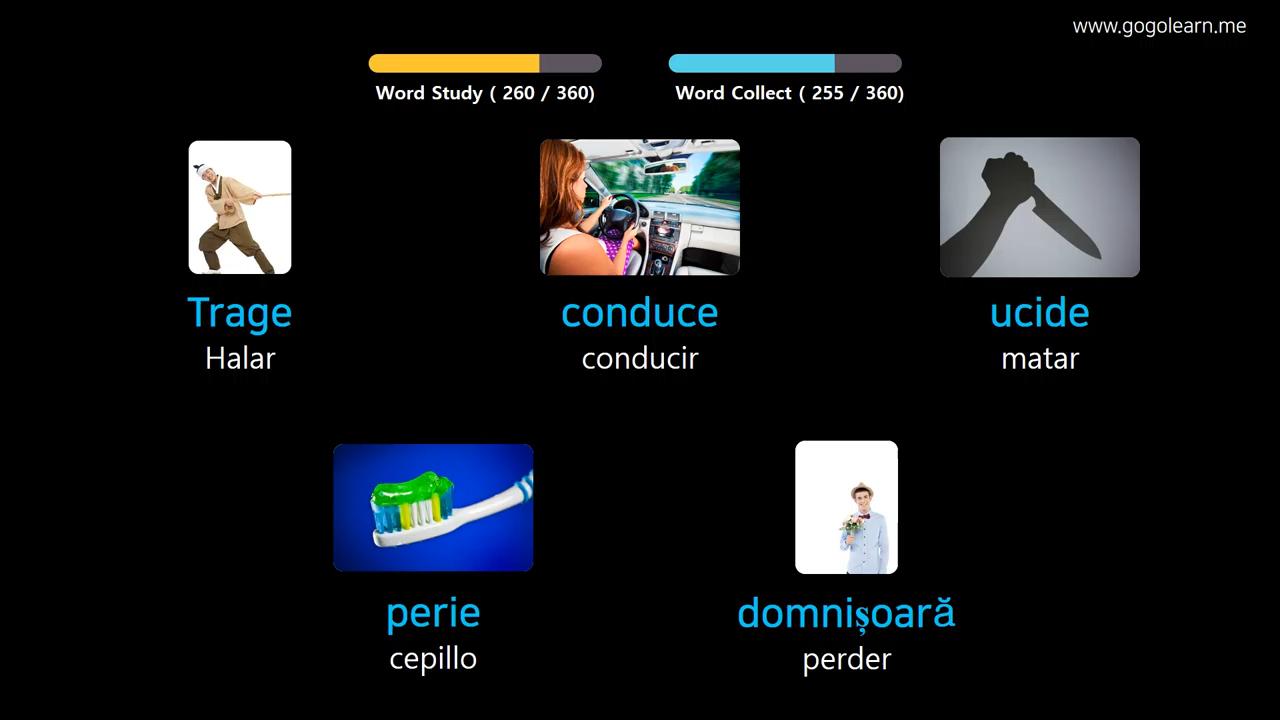 www.gogolearn.me
Word Study ( 260 / 360)
Word Collect ( 255 / 360)
Trage
Halar
conduce
conducir
ucide
matar
perie
cepillo
domnișoară
perder